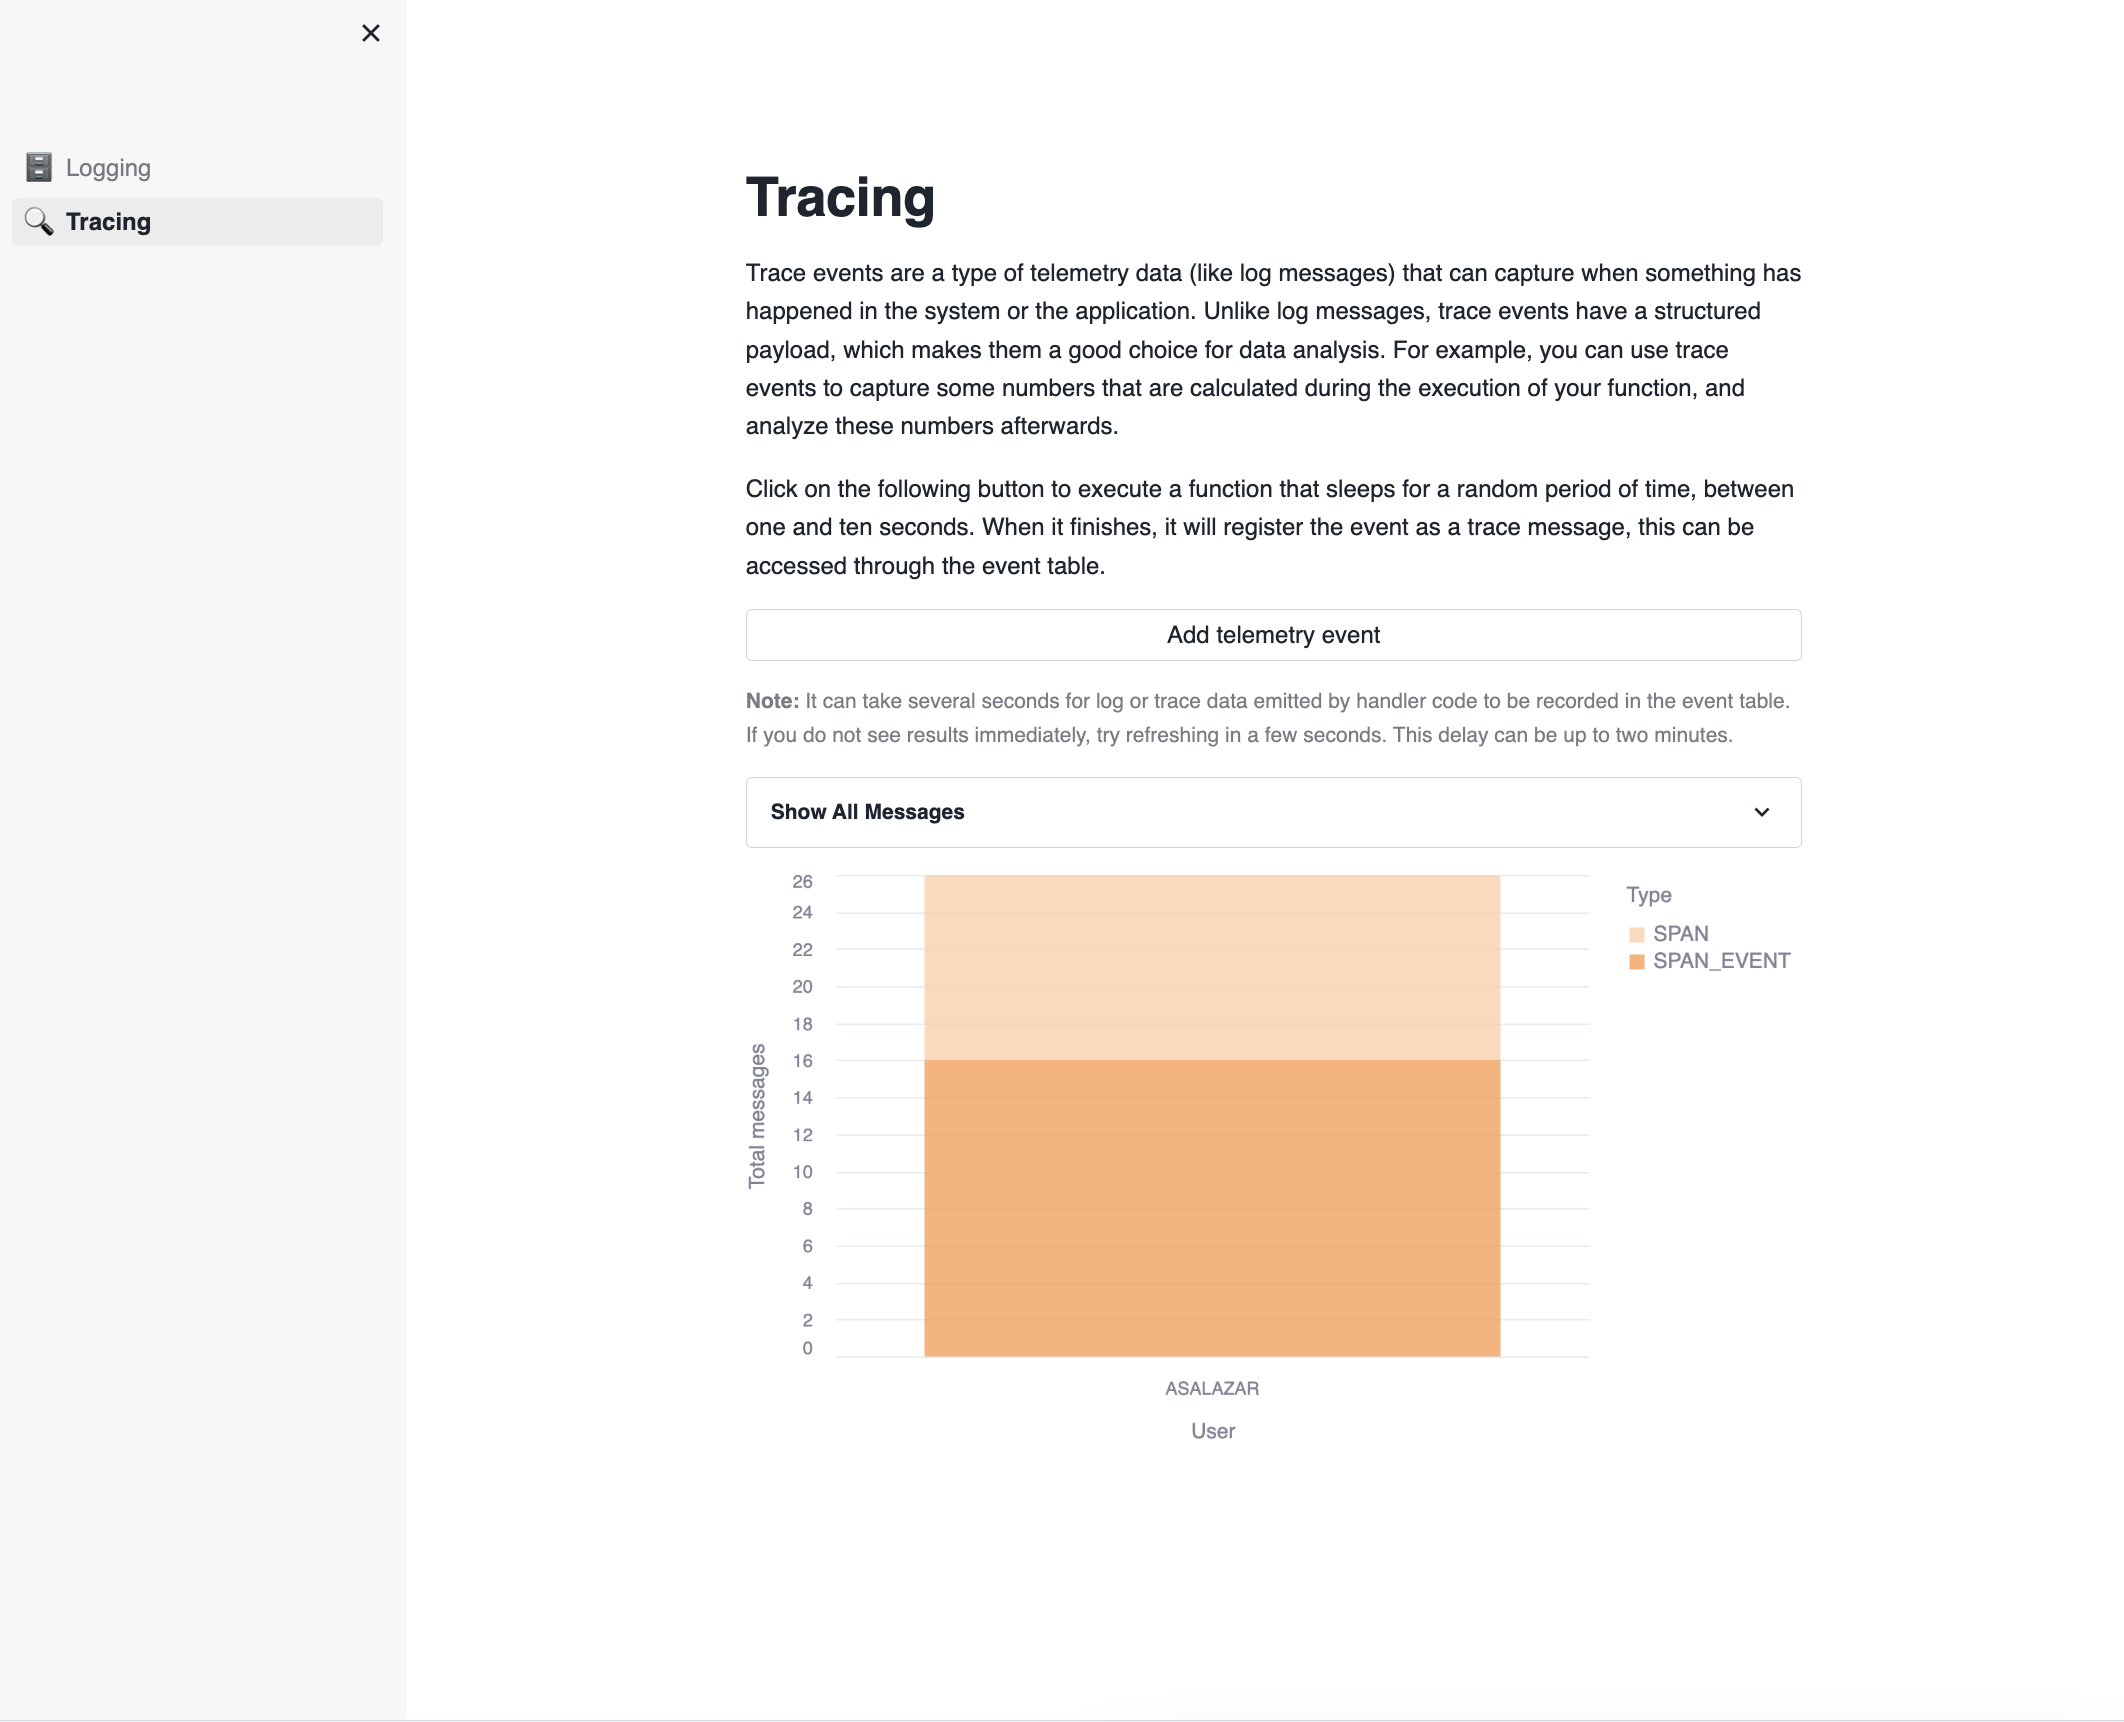 Logging
Tracing
Tracing
Trace events are a type of telemetry data (like log messages) that can capture when something has
happened in the system or the application. Unlike log messages, trace events have a structured
payload, which makes them a good choice for data analysis. For example, you can use trace
events to capture some numbers that are calculated during the execution of your function, and
analyze these numbers afterwards.
Click on the following button to execute a function that sleeps for a random period of time, between
one and ten seconds. When it finishes, it will register the event as a trace message, this can be
accessed through the event table.
Add telemetry event
Note: It can take several seconds for log or trace data emitted by handler code to be recorded in the event table.
If you do not see results immediately, try refreshing in a few seconds. This delay can be up to two minutes.
Show All Messages
26
24
22
20
18
16
14
12
10
8
6
4
2
0
Total messages
ASALAZAR
User
Type
SPAN
SPAN_EVENT